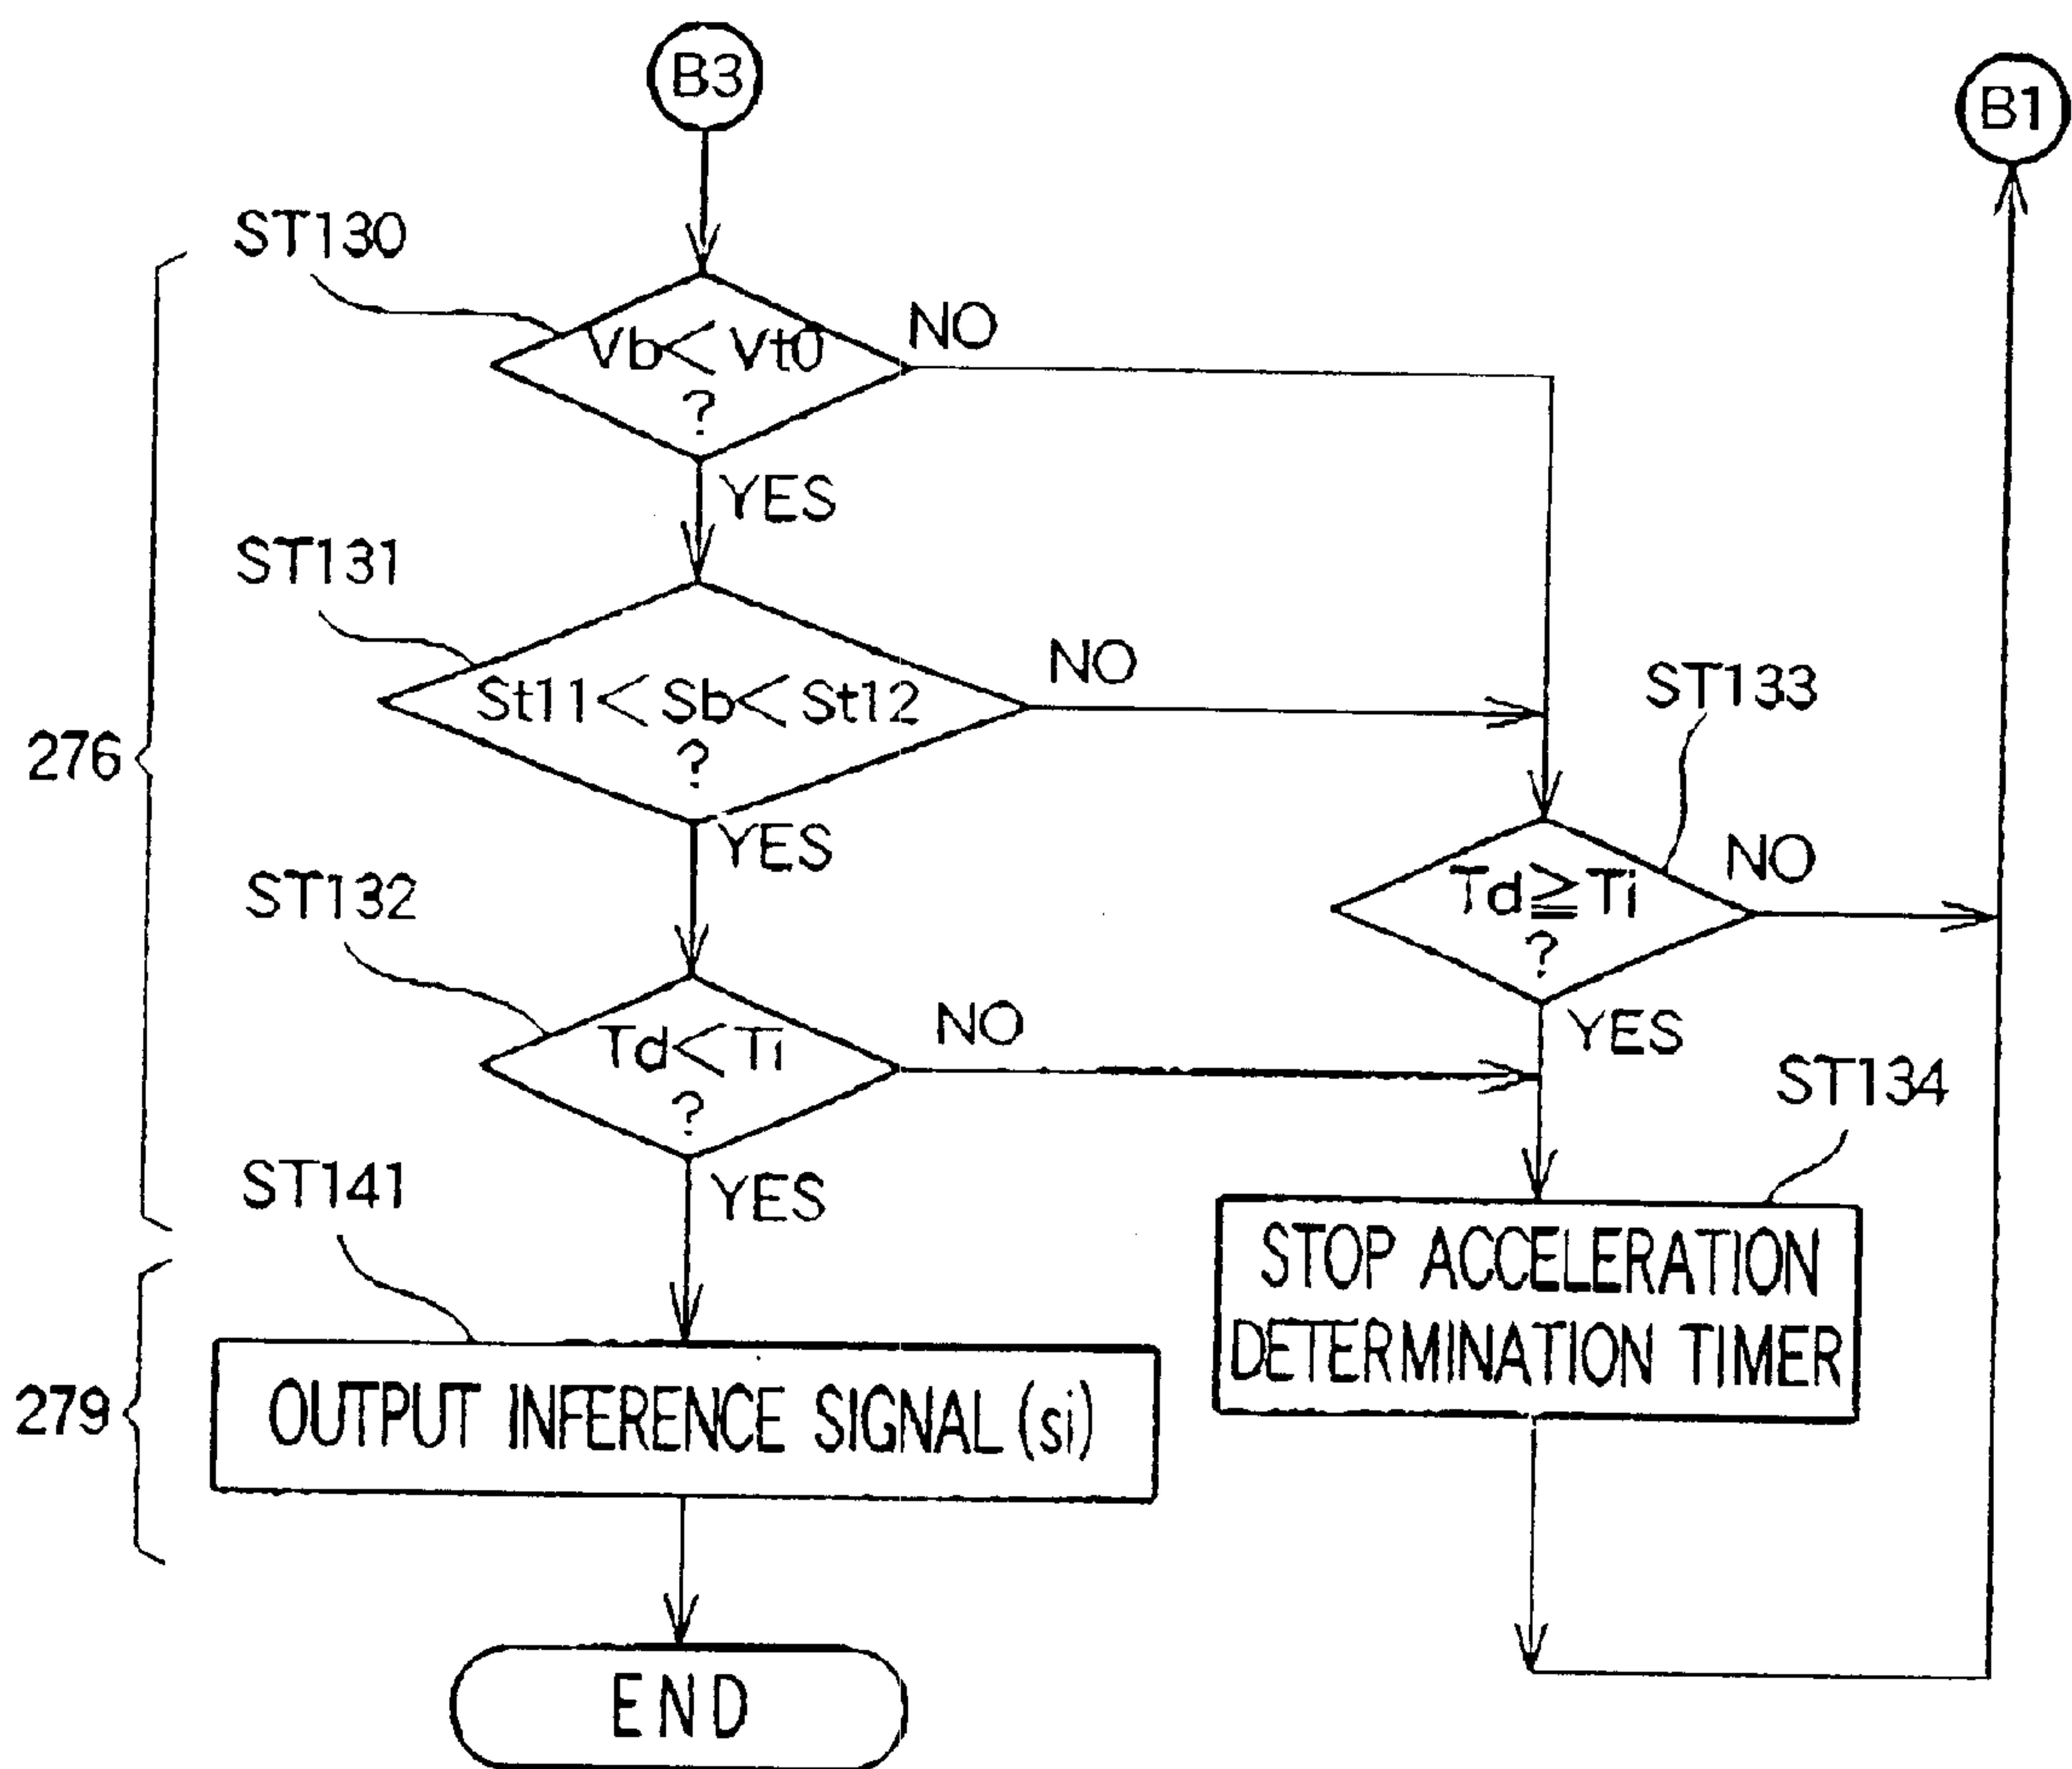 B3
B1
ST130
Vb<Vt0
?
NO
YES
ST131
St11<Sb<St12
?
NO
YES
276
ST133
Td≧Ti
?
NO
YES
ST132
Td<Ti
?
NO
YES
ST134
STOP ACCELERATION
DETERMINATION TIMER
ST141
279
OUTPUT INFERENCE SIGNAL (si)
END